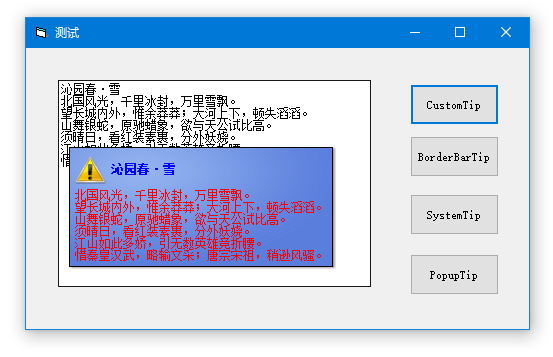 测试
沁园春·雪
北国风光，千里冰封，万里雪飘。
望长城内外，惟余莽莽；大河上下，顿失滔滔。
山舞银蛇，原驰蜡象，欲与天公试比高。
须晴日，看红装素裹，分外妖娆。
惜
沁园春·雪
北国风光，千里冰封，万里雪飘。
望长城内外，惟余莽莽；大河上下，顿失滔滔。
山舞银蛇，原驰蜡象，欲与天公试比高。
须晴日，看红装素裹，分外妖娆。
江山如此多娇，引无数英雄竞折腰。
惜秦皇汉武，略输文采；唐宗宋祖，稍逊风骚。
CustomTip
BorderBarTip
SystemTip
PopupTip